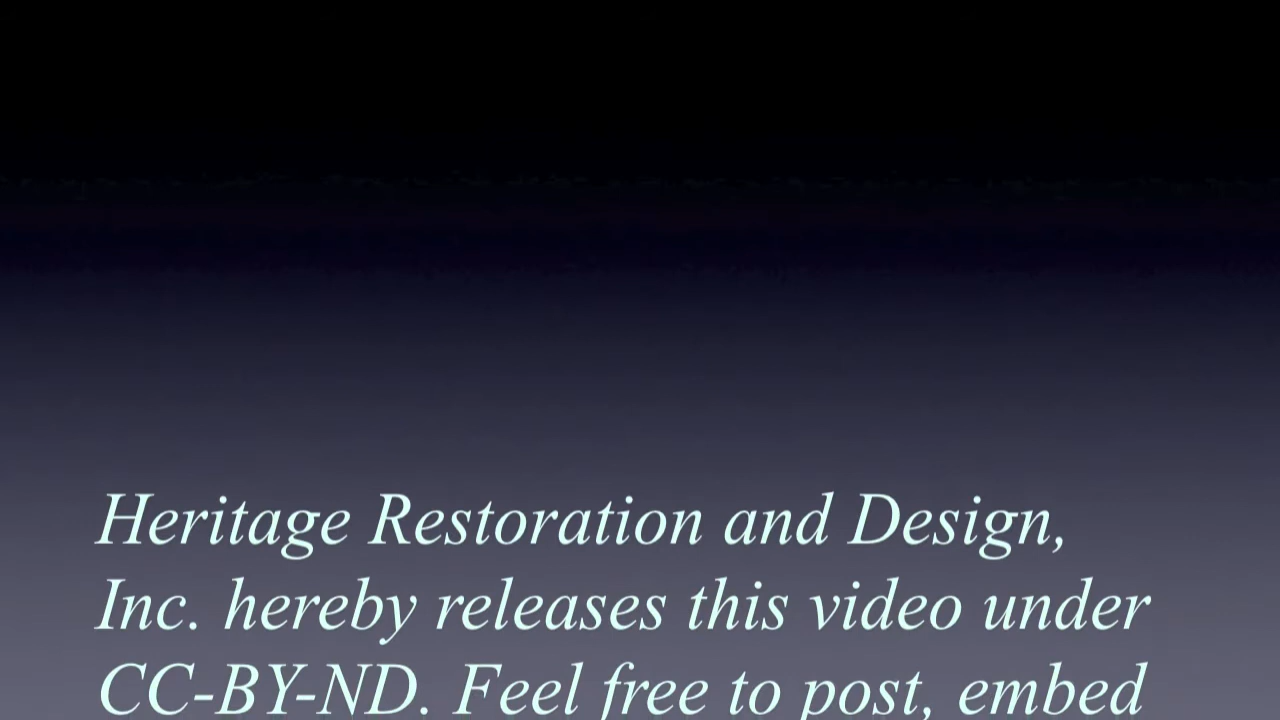 Heritage Restoration and Design,
Inc. hereby releases this video under
CC-BY-ND. Feel free to post, embed